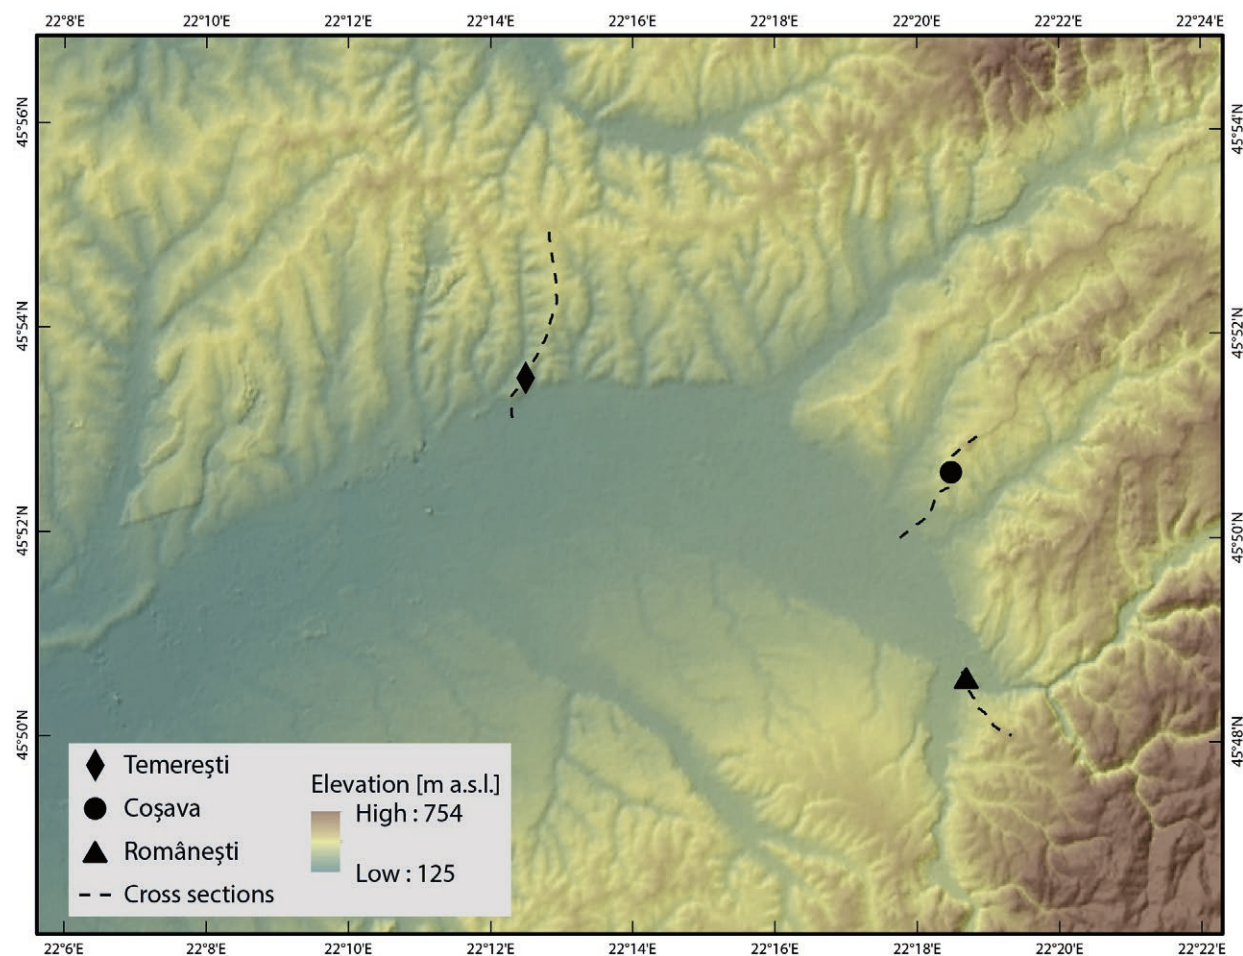 22°8'E 22°10'E 22°12'E 22°14'E 22°16'E 22°18'E 22°20'E 22°22'E 22°24'E
45°56'N
45°54'N
45°54'N
45°52'N
45°52'N
45°50'N
45°50'N
45°48'N
Temereşti
Coşava
Româneşti
Cross sections
Elevation [m a.s.l.]
High : 754
Low : 125
22°6'E 22°8'E 22°10'E 22°12'E 22°14'E 22°16'E 22°18'E 22°20'E 22°22'E